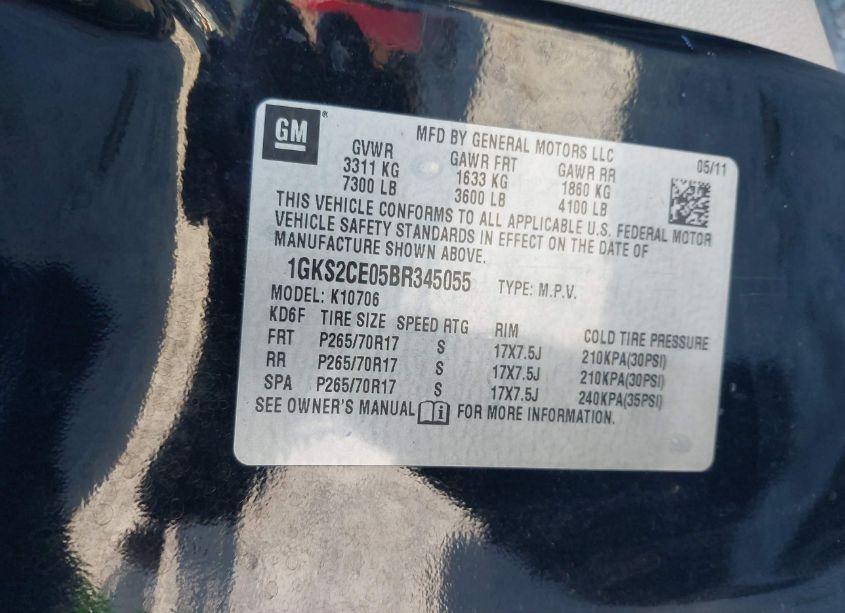 GM
®
MFD BY GENERAL MOTORS LLC
05/11
GVWR GAWR FRT GAWR RR
3311 KG 1633 KG 1860 KG
7300 LB 3600 LB 4100 LB
THIS VEHICLE CONFORMS TO ALL APPLICABLE U.S. FEDERAL MOTOR
VEHICLE SAFETY STANDARDS IN EFFECT ON THE DATE OF
MANUFACTURE SHOWN ABOVE.
1GKS2CE05BR345055 TYPE: M.P.V.
MODEL: K10706
KD6F TIRE SIZE SPEED RTG RIM COLD TIRE PRESSURE
FRT P265/70R17 S 17X7.5J 210KPA(30PSI)
RR P265/70R17 S 17X7.5J 210KPA(30PSI)
SPA P265/70R17 S 17X7.5J 240KPA(35PSI)
SEE OWNER'S MANUAL FOR MORE INFORMATION.